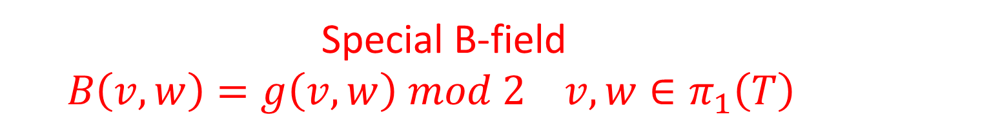 Special B-field
B(v, w) = g(v, w) mod 2 v, w ∈ π₁(T)